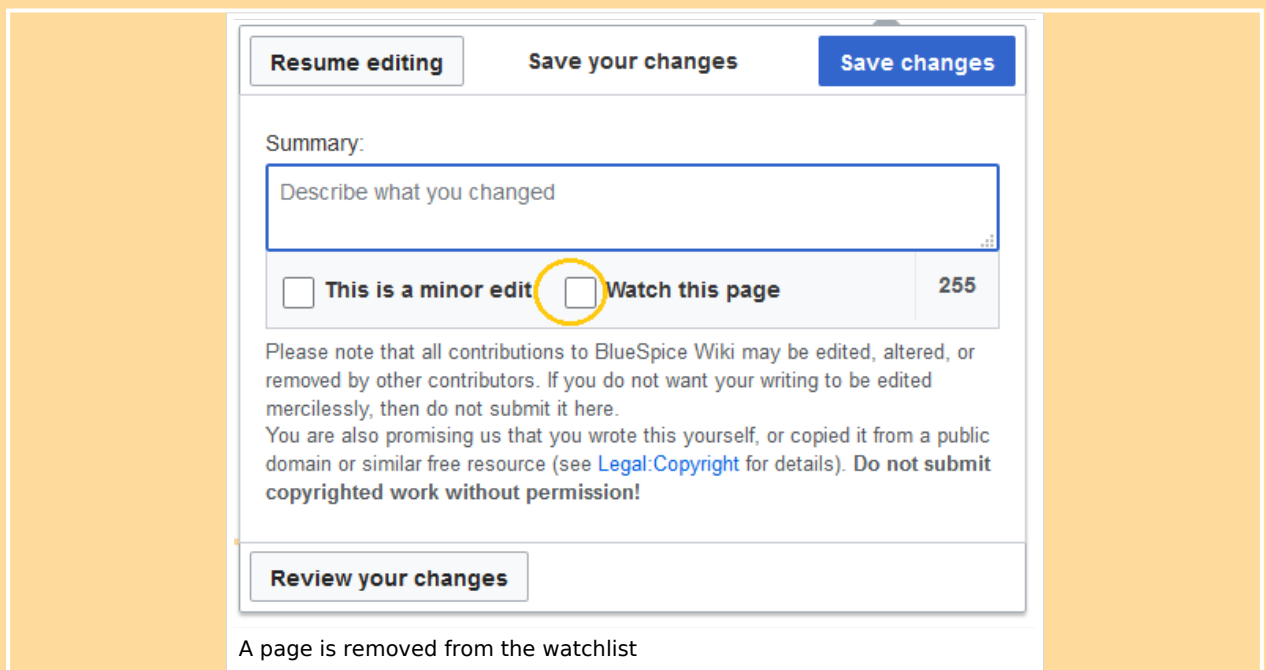 Resume editing Save your changes Save changes
Summary:
Describe what you changed
This is a minor edit Watch this page 255
Please note that all contributions to BlueSpice Wiki may be edited, altered, or
removed by other contributors. If you do not want your writing to be edited
mercilessly, then do not submit it here.
You are also promising us that you wrote this yourself, or copied it from a public
domain or similar free resource (see Legal:Copyright for details). Do not submit
copyrighted work without permission!
Review your changes
A page is removed from the watchlist